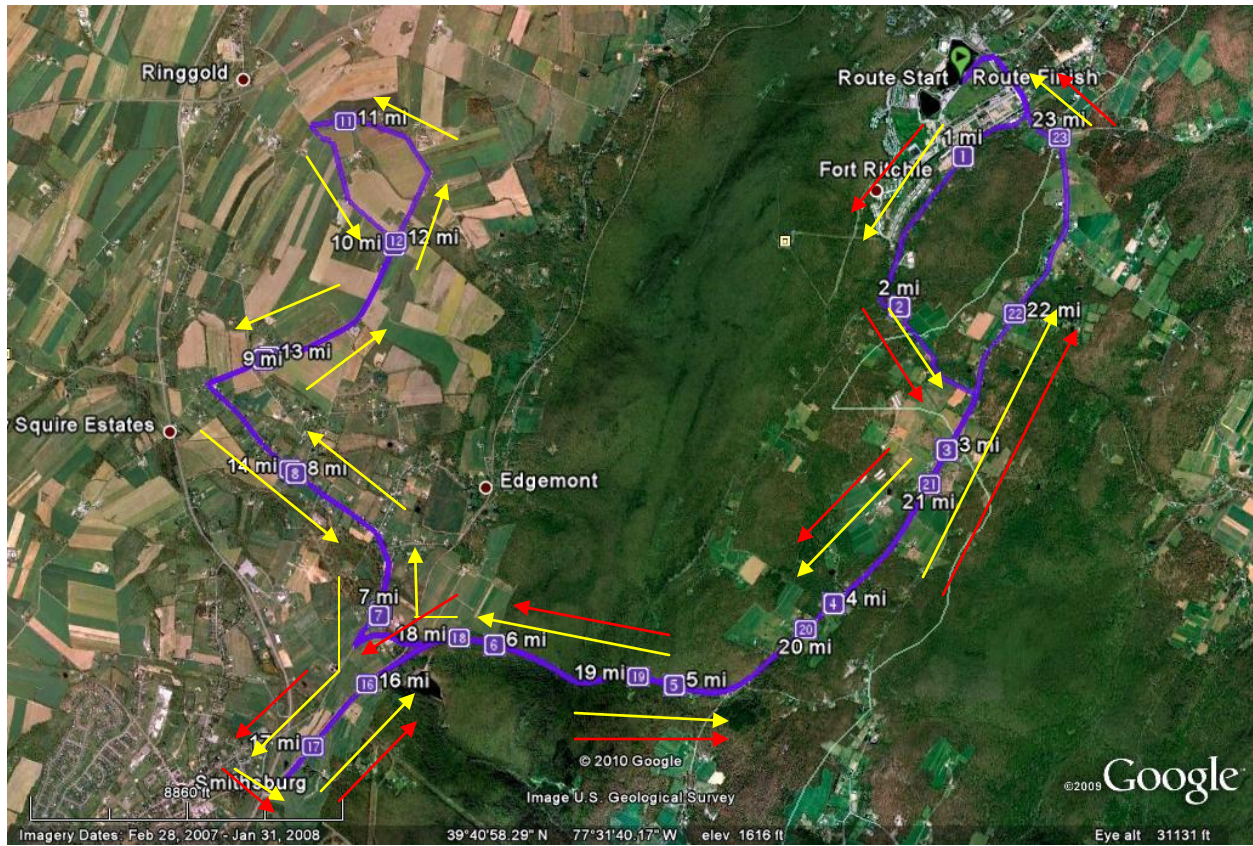 Ringgold
Route Start
Route Finish
11
11 mi
23 mi
23
1 mi
1
Fort Ritchie
10 mi
12
12 mi
2 mi
2
22
22 mi
9 mi
13 mi
Squire Estates
3
3 mi
14 mi
8
8 mi
Edgemont
21
21 mi
7 mi
7
4
4 mi
20
20 mi
18 mi
18
6
6 mi
19 mi
19
5
5 mi
16
16 mi
17 mi
17
Smithsburg
8860 ft
© 2010 Google
Image U.S. Geological Survey
©2009 Google™
Imagery Dates: Feb 28, 2007 - Jan 31, 2008
39°40'58.29" N 77°31'40.17" W elev 1616 ft
Eye alt 31131 ft